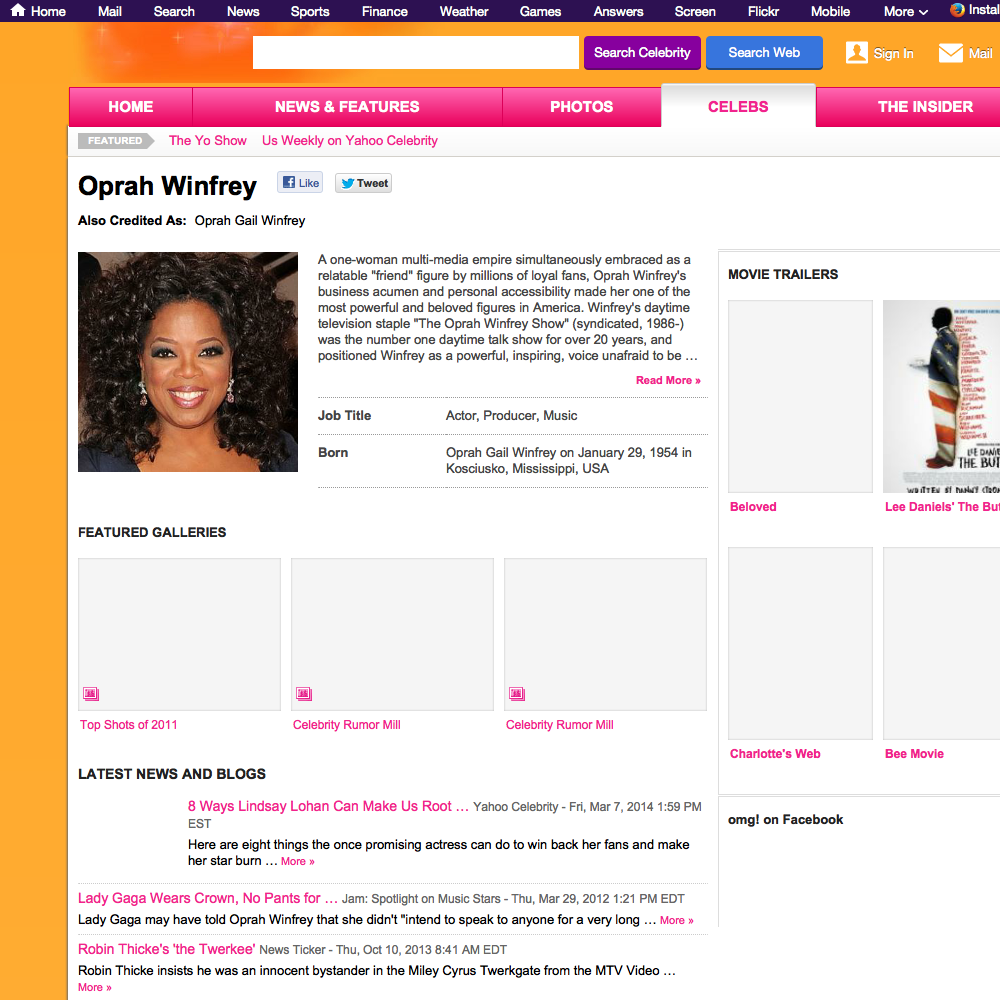 Home Mail Search News Sports Finance Weather Games Answers Screen Flickr Mobile More Instal
Search Celebrity Search Web Sign In Mail
HOME NEWS & FEATURES PHOTOS CELEBS THE INSIDER
FEATURED The Yo Show Us Weekly on Yahoo Celebrity
Oprah Winfrey Like Tweet
Also Credited As: Oprah Gail Winfrey
A one-woman multi-media empire simultaneously embraced as a
relatable "friend" figure by millions of loyal fans, Oprah Winfrey's
business acumen and personal accessibility made her one of the
most powerful and beloved figures in America. Winfrey's daytime
television staple "The Oprah Winfrey Show" (syndicated, 1986-)
was the number one daytime talk show for over 20 years, and
positioned Winfrey as a powerful, inspiring, voice unafraid to be ...
Read More »
Job Title Actor, Producer, Music
Born Oprah Gail Winfrey on January 29, 1954 in
Kosciusko, Mississippi, USA
MOVIE TRAILERS
LEE DANIE
THE BUT
WRITTEN BY DANNY STRON
Beloved Lee Daniels' The But
Charlotte's Web Bee Movie
omg! on Facebook
FEATURED GALLERIES
Top Shots of 2011 Celebrity Rumor Mill Celebrity Rumor Mill
LATEST NEWS AND BLOGS
8 Ways Lindsay Lohan Can Make Us Root ... Yahoo Celebrity - Fri, Mar 7, 2014 1:59 PM
EST
Here are eight things the once promising actress can do to win back her fans and make
her star burn ... More »
Lady Gaga Wears Crown, No Pants for ... Jam: Spotlight on Music Stars - Thu, Mar 29, 2012 1:21 PM EDT
Lady Gaga may have told Oprah Winfrey that she didn't "intend to speak to anyone for a very long ... More »
Robin Thicke's 'the Twerkee' News Ticker - Thu, Oct 10, 2013 8:41 AM EDT
Robin Thicke insists he was an innocent bystander in the Miley Cyrus Twerkgate from the MTV Video ...
More »